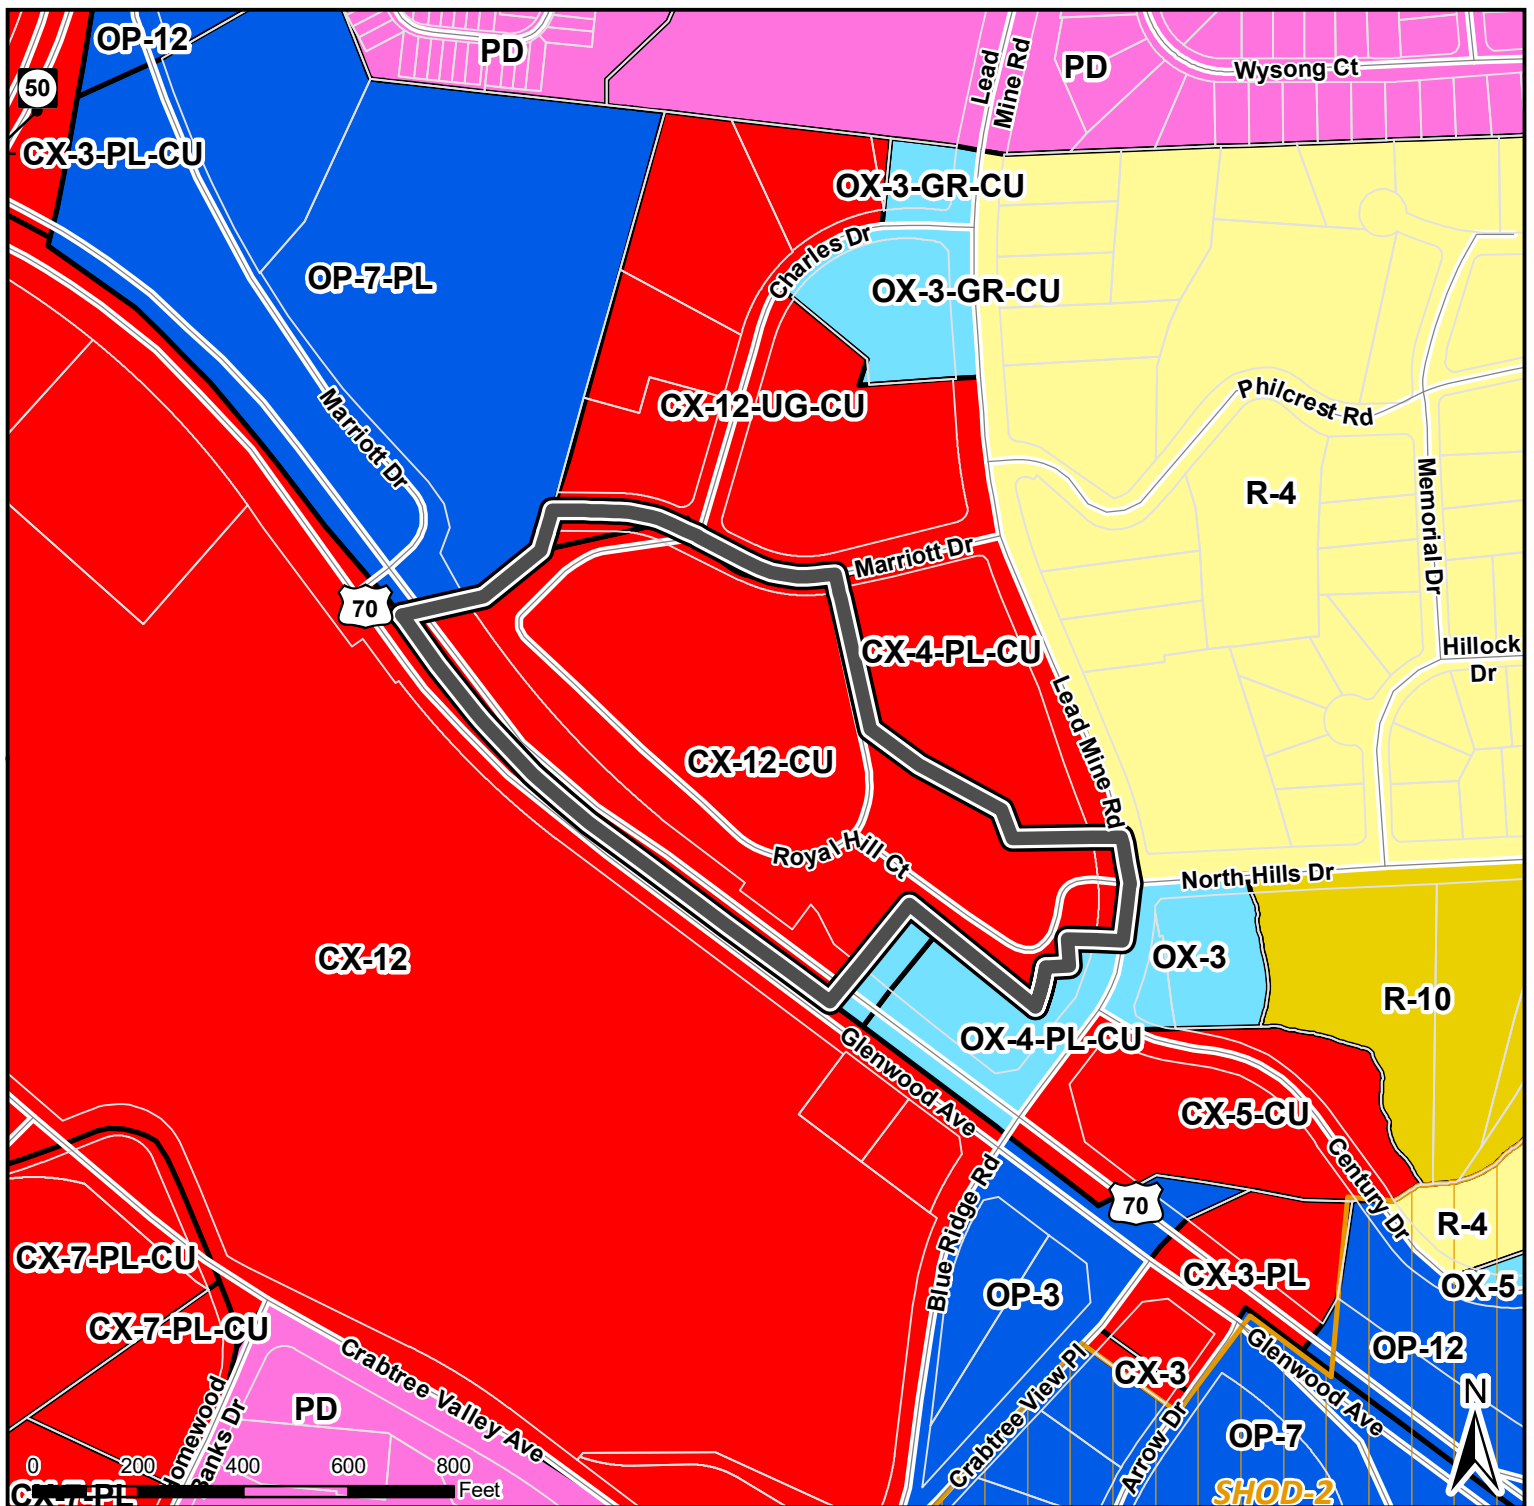 OP-12
PD
Lead
Mine Rd
PD
Wysong Ct
50
CX-3-PL-CU
OX-3-GR-CU
Charles Dr
OP-7-PL
OX-3-GR-CU
Marriott Dr
CX-12-UG-CU
Philcrest Rd
R-4
Memorial Dr
Marriott Dr
70
CX-4-PL-CU
Hillock
Dr
Lead Mine Rd
CX-12-CU
Royal Hill Ct
North Hills Dr
CX-12
OX-3
R-10
OX-4-PL-CU
Glenwood Ave
CX-5-CU
Century Dr
Blue Ridge Rd
70
R-4
CX-7-PL-CU
CX-3-PL
OX-5
OP-3
CX-7-PL-CU
Glenwood Ave
OP-12
Crabtree Valley Ave
CX-3
Crabtree View Pl
Arrow Dr
PD
Homewood
Banks Dr
OP-7
N
0 200 400 600 800
Feet
CX-7-PL
SHOD-2